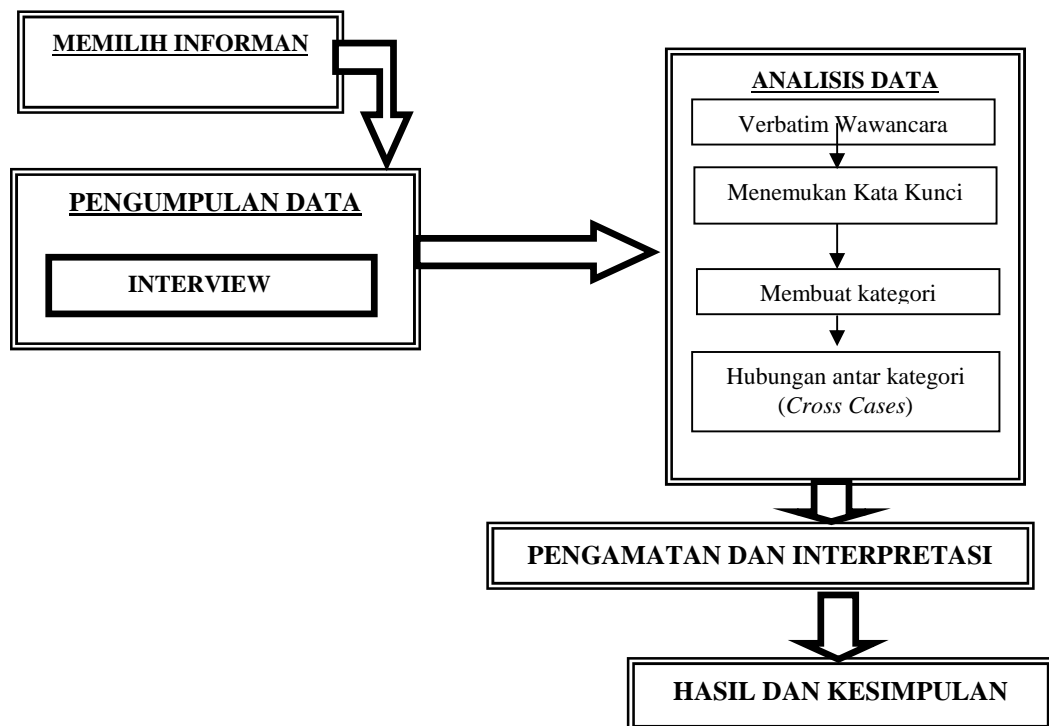 MEMILIH INFORMAN
PENGUMPULAN DATA
INTERVIEW
ANALISIS DATA
Verbatim Wawancara
Menemukan Kata Kunci
Membuat kategori
Hubungan antar kategori
(Cross Cases)
PENGAMATAN DAN INTERPRETASI
HASIL DAN KESIMPULAN